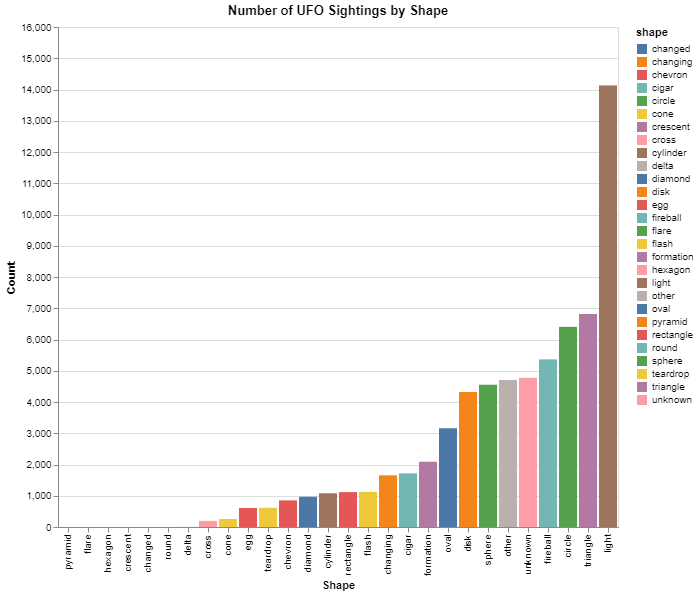 Number of UFO Sightings by Shape
16,000
15,000
14,000
13,000
12,000
11,000
10,000
9,000
8,000
7,000
6,000
5,000
4,000
3,000
2,000
1,000
0
Count
pyramid
flare
hexagon
crescent
changed
round
delta
cross
cone
egg
teardrop
chevron
diamond
cylinder
rectangle
flash
changing
cigar
formation
oval
disk
sphere
other
unknown
fireball
circle
triangle
light
Shape
shape
changed
changing
chevron
cigar
circle
cone
crescent
cross
cylinder
delta
diamond
disk
egg
fireball
flare
flash
formation
hexagon
light
other
oval
pyramid
rectangle
round
sphere
teardrop
triangle
unknown